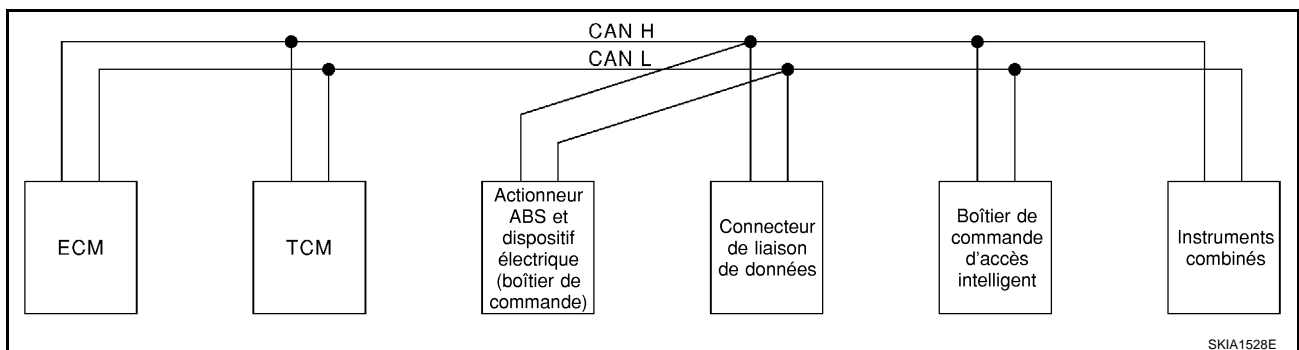 CAN H
CAN L
ECM
TCM
Actionneur
ABS et
dispositif
électrique
(boîtier de
commande)
Connecteur
de liaison
de données
Boîtier de
commande
d'accès
intelligent
Instruments
combinés
SKIA1528E